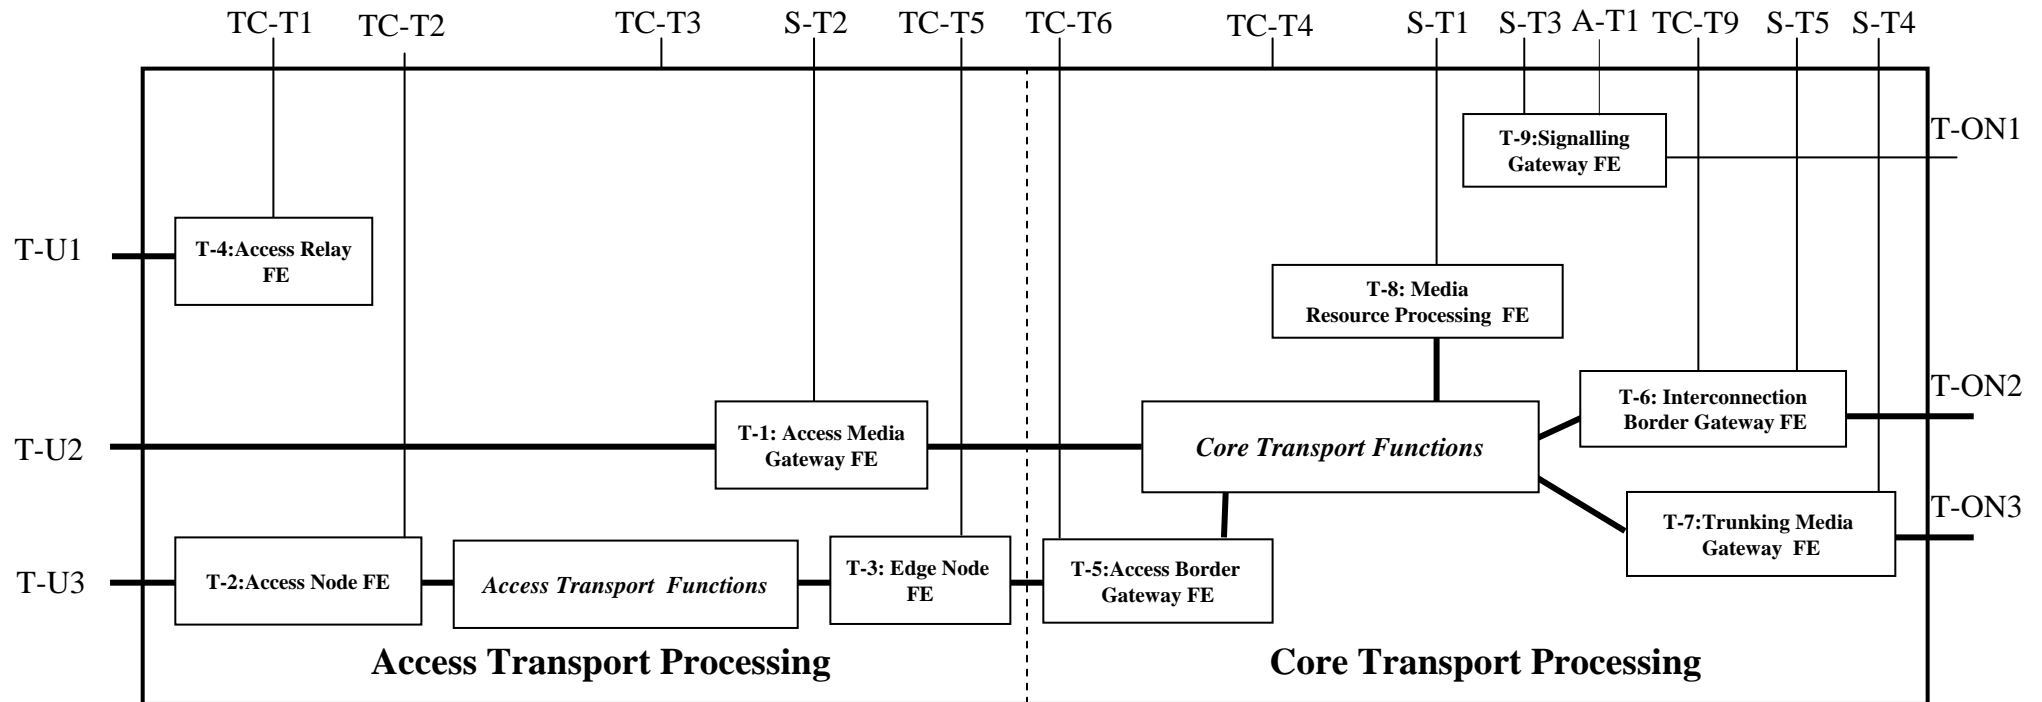 TC-T1 TC-T2 TC-T3 S-T2 TC-T5 TC-T6 TC-T4 S-T1 S-T3 A-T1 TC-T9 S-T5 S-T4
T-ON1
T-9:Signalling
Gateway FE
T-U1
T-4:Access Relay
FE
T-8: Media
Resource Processing FE
T-ON2
T-6: Interconnection
Border Gateway FE
T-U2
T-1: Access Media
Gateway FE
Core Transport Functions
T-ON3
T-7:Trunking Media
Gateway FE
T-U3
T-2:Access Node FE
Access Transport Functions
T-3: Edge Node
FE
T-5:Access Border
Gateway FE
Access Transport Processing
Core Transport Processing